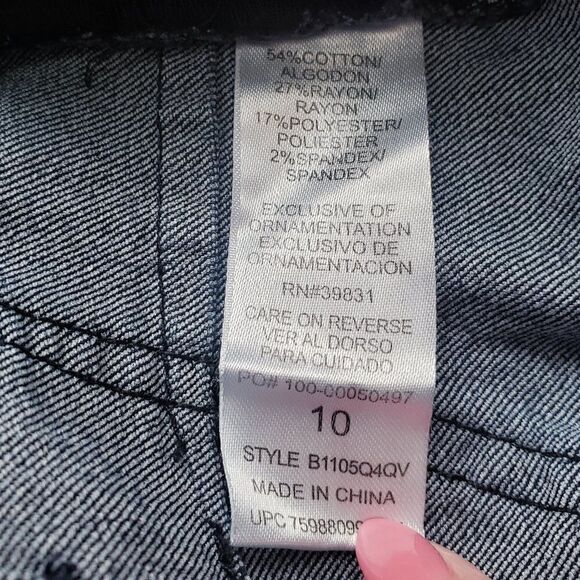 54%COTTON/
ALGODON
27%RAYON/
RAYON
17%POLYESTER/
POLIESTER
2%SPANDEX/
SPANDEX
EXCLUSIVE OF
ORNAMENTATION
EXCLUSIVO DE
ORNAMENTACION
RN#39831
CARE ON REVERSE
VER AL DORSO
PARA CUIDADO
PO# 100-00050497
10
STYLE B1105Q4QV
MADE IN CHINA
UPC